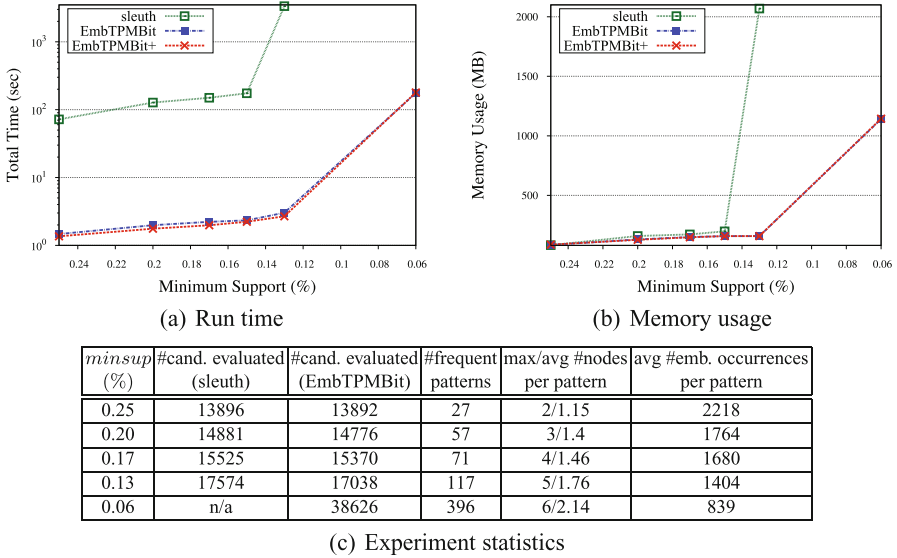 sleuth
EmbTPMBit
EmbTPMBit+
Total Time (sec)
10^3
10^2
10^1
10^0
0.24 0.22 0.2 0.18 0.16 0.14 0.12 0.1 0.08 0.06
Minimum Support (%)
(a) Run time
sleuth
EmbTPMBit
EmbTPMBit+
Memory Usage (MB)
2000
1500
1000
500
0.24 0.22 0.2 0.18 0.16 0.14 0.12 0.1 0.08 0.06
Minimum Support (%)
(b) Memory usage
minsup #cand. evaluated #cand. evaluated #frequent max/avg #nodes avg #emb. occurrences
(%) (sleuth) (EmbTPMBit) patterns per pattern per pattern
0.25 13896 13892 27 2/1.15 2218
0.20 14881 14776 57 3/1.4 1764
0.17 15525 15370 71 4/1.46 1680
0.13 17574 17038 117 5/1.76 1404
0.06 n/a 38626 396 6/2.14 839
(c) Experiment statistics